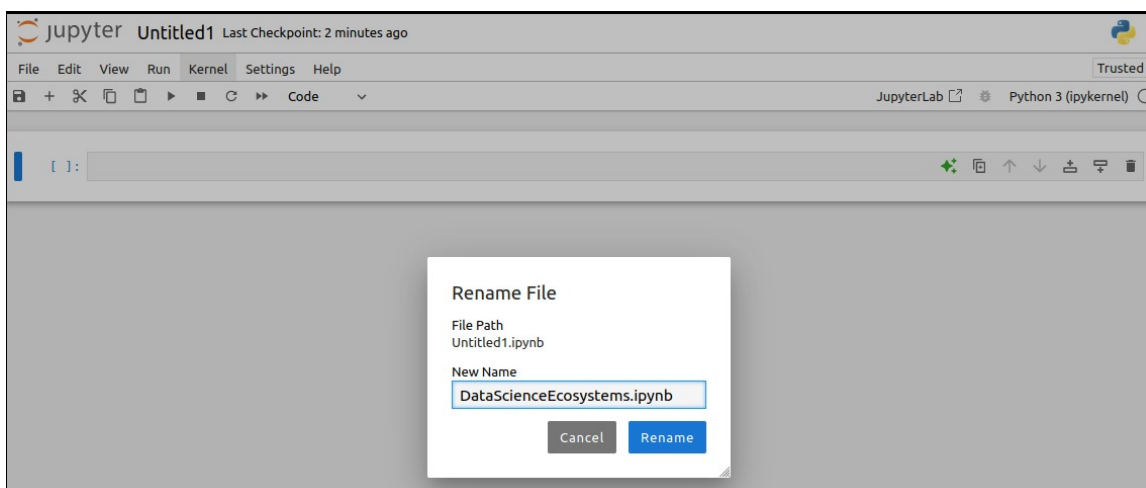 jupyter Untitled1 Last Checkpoint: 2 minutes ago
File Edit View Run Kernel Settings Help Trusted
Code JupyterLab Python 3 (ipykernel)
[ ]:
Rename File
File Path
Untitled1.ipynb
New Name
DataScienceEcosystems.ipynb
Cancel Rename